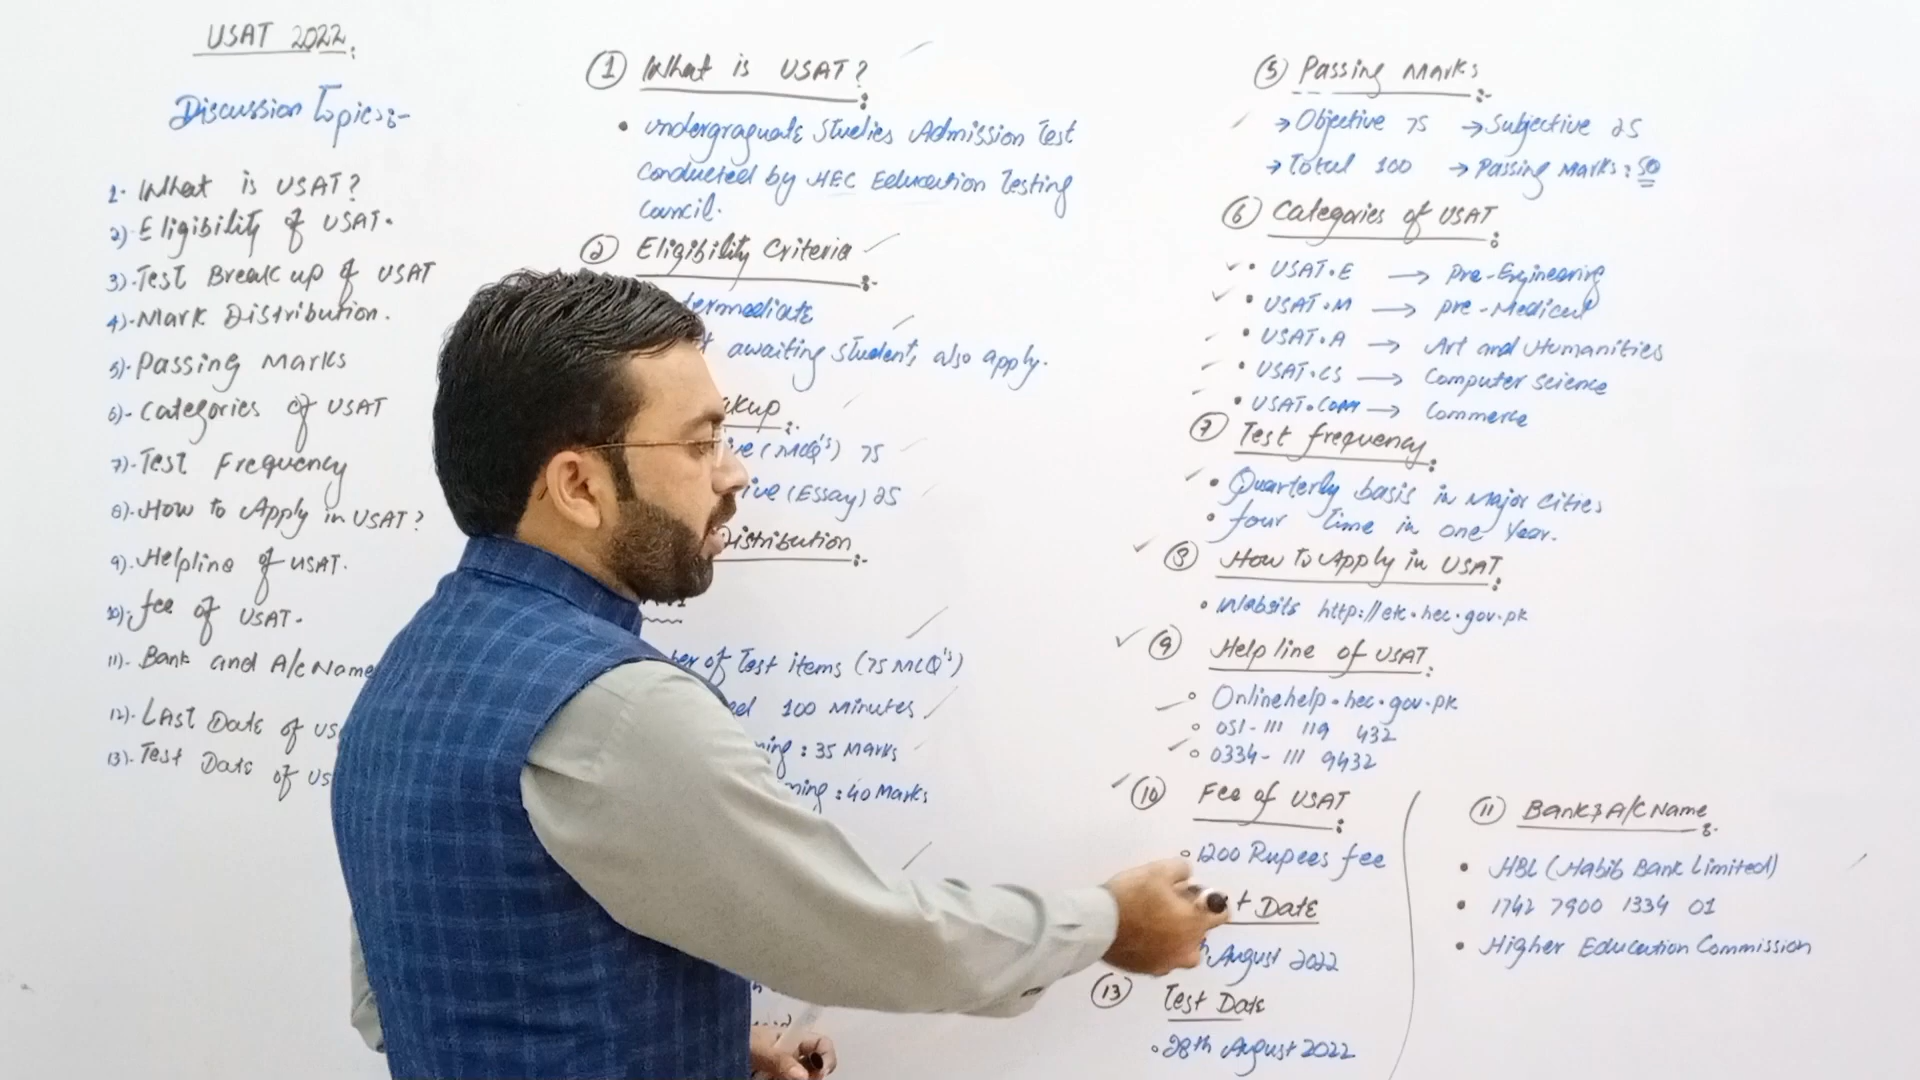 USAT 2022:
Discussion Topics:-
1- What is USAT?
2)- Eligibility of USAT.
3)- Test Break up of USAT
4)- Mark Distribution.
5)- Passing Marks
6)- Categories of USAT
7)- Test Frequency
8)- How to Apply in USAT?
9)- Helpline of USAT.
10)- fee of USAT.
11)- Bank and A/C Name
12)- Last Date of US
13)- Test Date of US
① What is USAT?
• undergraguate Studies Admission Test
Conducted by HEC Education Testing
Council.
② Eligibility Criteria :-
ermediate
awaiting Students also apply.
kup :-
ive (MCQ's) 75
ive (Essay) 25
Distribution :-
of Test items (75 MCQ's)
100 Minutes
: 35 Marks
: 40 Marks
⑤ Passing Marks :-
→ Objective 75 → Subjective 25
→ Total 100 → Passing Marks: 50
⑥ Categories of USAT :
• USAT.E → Pre-Engineering
• USAT.M → Pre-Medical
• USAT.A → Art and Humanities
• USAT.CS → Computer Science
• USAT.COM → Commerce
⑦ Test frequency :
• Quarterly basis in Major Cities
• four Time in one Year.
⑧ How to Apply in USAT :
• Website http://etc.hec.gov.pk
⑨ Help line of USAT :
• Onlinehelp.hec.gov.pk
• 051-111 119 432
• 0334-111 9432
⑩ Fee of USAT :
• 1200 Rupees fee
t Date
August 2022
⑬ Test Date
• 28th August 2022
⑪ Bank & A/C Name :-
• HBL (Habib Bank Limited)
• 1742 7900 1334 01
• Higher Education Commission